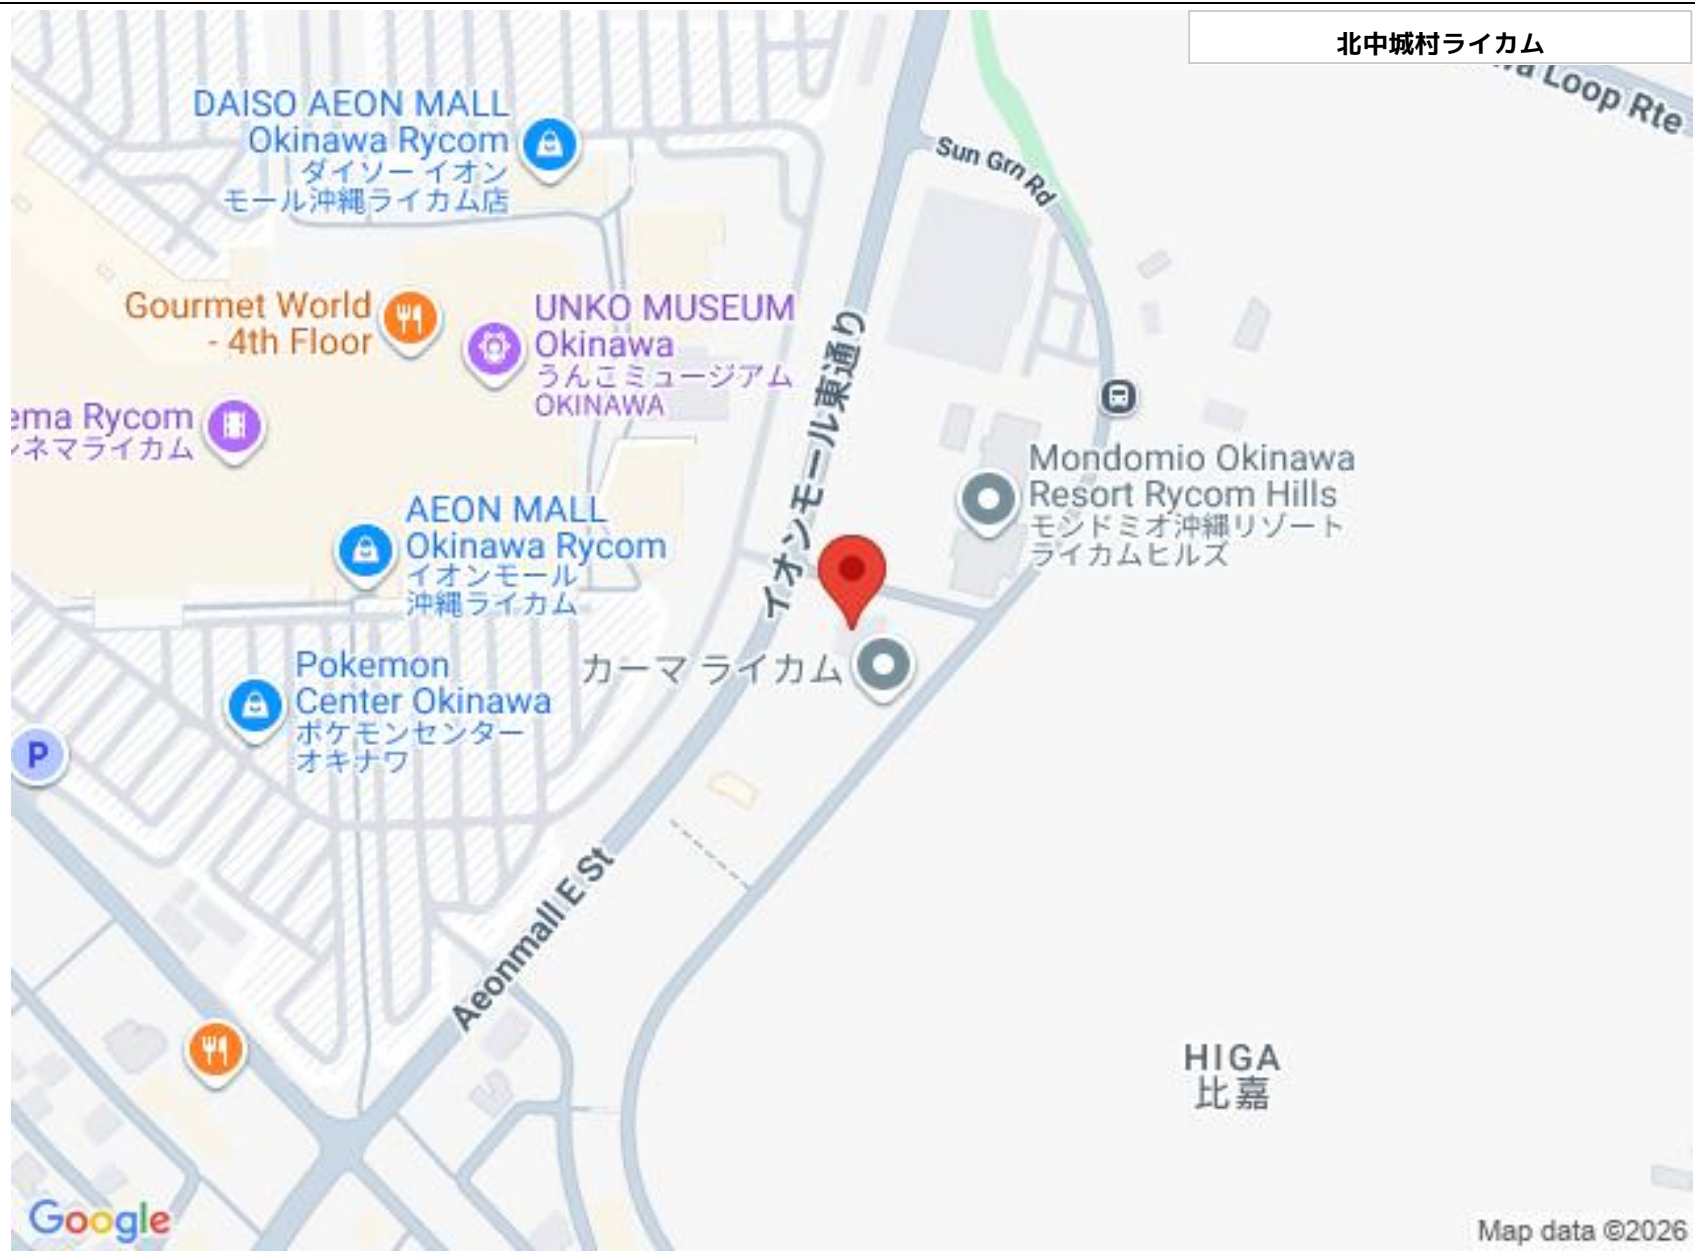 北中城村ライカム
Loop Rte
DAISO AEON MALL
Okinawa Rycom
ダイソー イオン
モール沖縄ライカム店
Sun Grn Rd
Gourmet World
- 4th Floor
UNKO MUSEUM
Okinawa
うんこミュージアム
OKINAWA
イオンモール東通り
ema Rycom
ネマライカム
Mondomio Okinawa
Resort Rycom Hills
モンドミオ沖縄リゾート
ライカムヒルズ
AEON MALL
Okinawa Rycom
イオンモール
沖縄ライカム
カーマ ライカム
Pokemon
Center Okinawa
ポケモンセンター
オキナワ
P
Aeonmall E St
HIGA
比嘉
Google
Map data ©2026